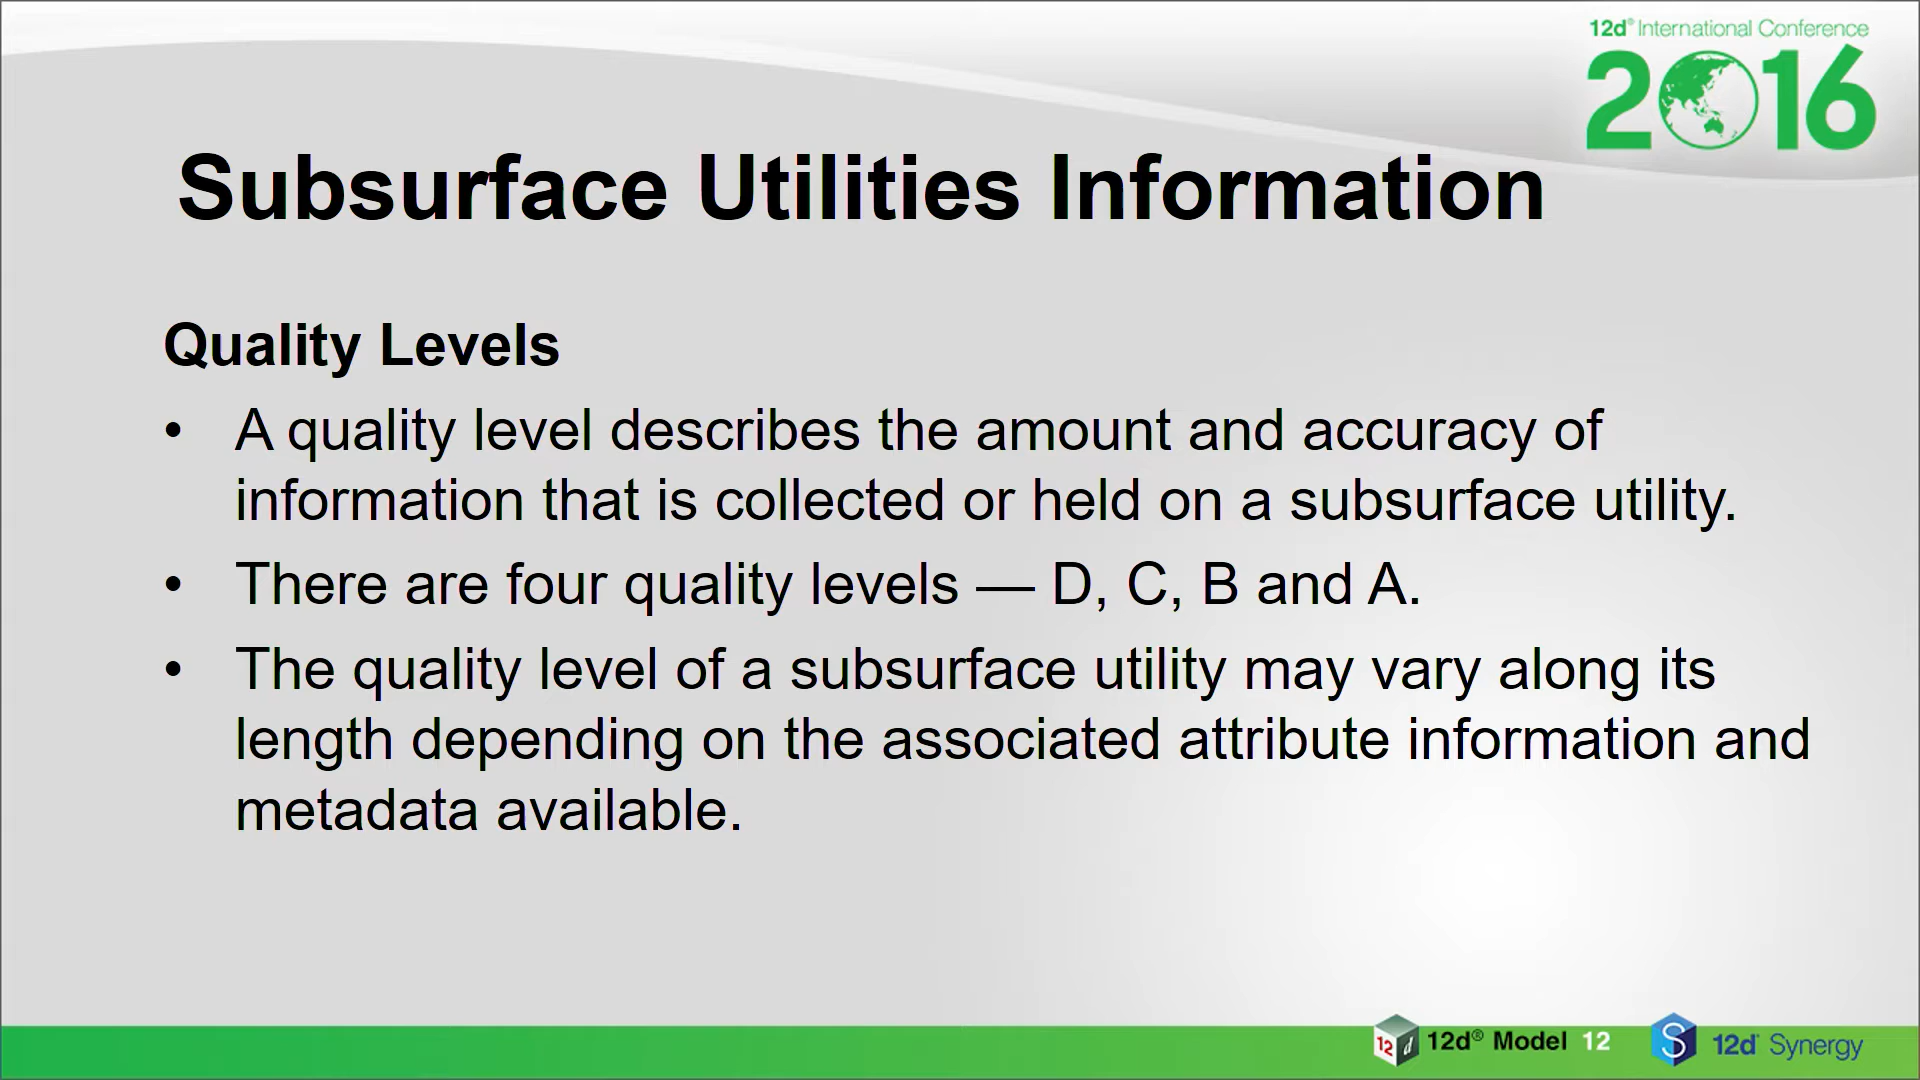 12d® International Conference
2016
Subsurface Utilities Information
Quality Levels
• A quality level describes the amount and accuracy of
information that is collected or held on a subsurface utility.
• There are four quality levels — D, C, B and A.
• The quality level of a subsurface utility may vary along its
length depending on the associated attribute information and
metadata available.
12 d 12d® Model 12
S 12d® Synergy